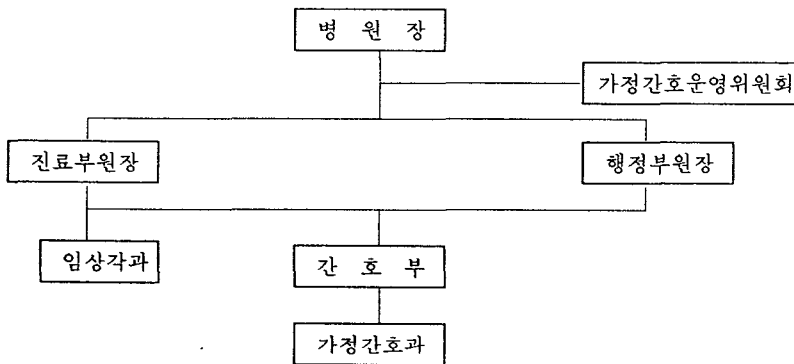 병 원 장
가정간호운영위원회
진료부원장
행정부원장
임상각과
간 호 부
가정간호과